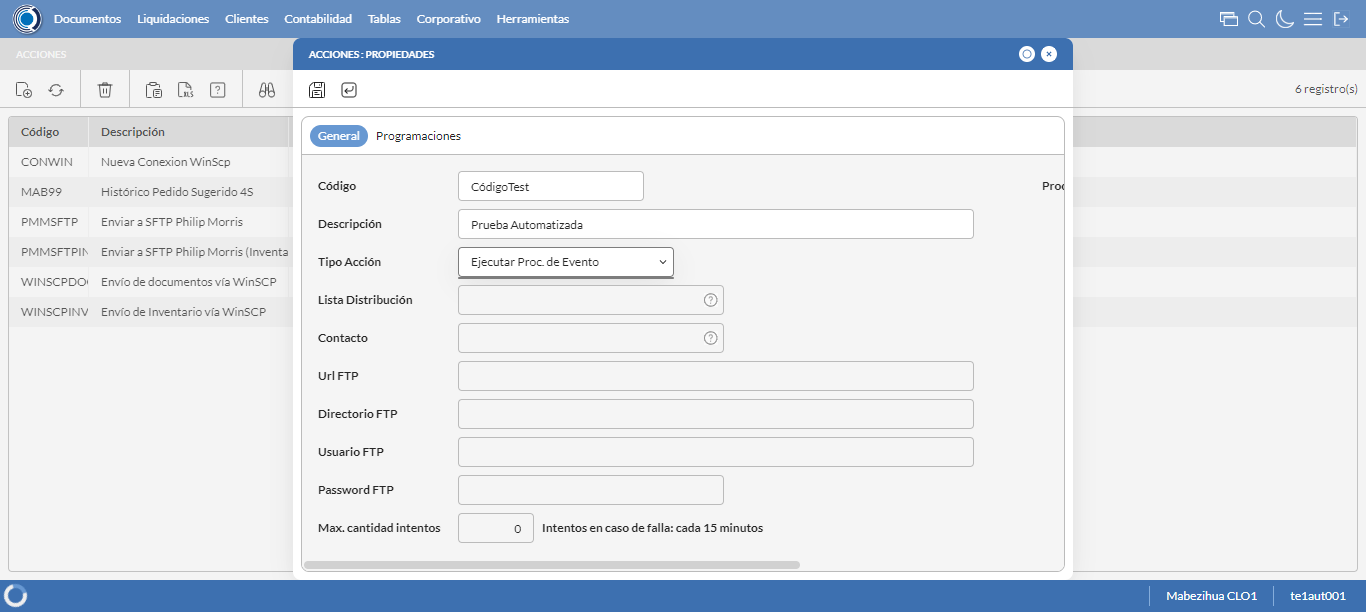 Documentos Liquidaciones Clientes Contabilidad Tablas Corporativo Herramientas
ACCIONES
ACCIONES : PROPIEDADES
XLS
6 registro(s)
Código Descripción
CONWIN Nueva Conexion WinScp
MAB99 Histórico Pedido Sugerido 4S
PMMSFTP Enviar a SFTP Philip Morris
PMMSFTPIN Enviar a SFTP Philip Morris (Inventa
WINSCPDO Envío de documentos vía WinSCP
WINSCPINV Envío de Inventario vía WinSCP
General Programaciones
Código CódigoTest Proc
Descripción Prueba Automatizada
Tipo Acción Ejecutar Proc. de Evento
Lista Distribución
Contacto
Url FTP
Directorio FTP
Usuario FTP
Password FTP
Max. cantidad intentos 0 Intentos en caso de falla: cada 15 minutos
Mabezihua CLO1 te1aut001